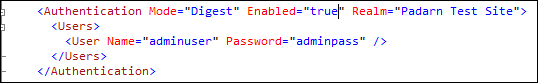 <Authentication Mode="Digest" Enabled="true" Realm="Padarn Test Site">
<Users>
<User Name="adminuser" Password="adminpass" />
</Users>
</Authentication>